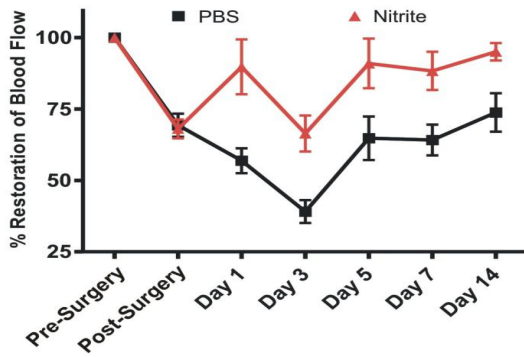 PBS Nitrite
% Restoration of Blood Flow
100
75
50
25
Pre-Surgery
Post-Surgery
Day 1
Day 3
Day 5
Day 7
Day 14